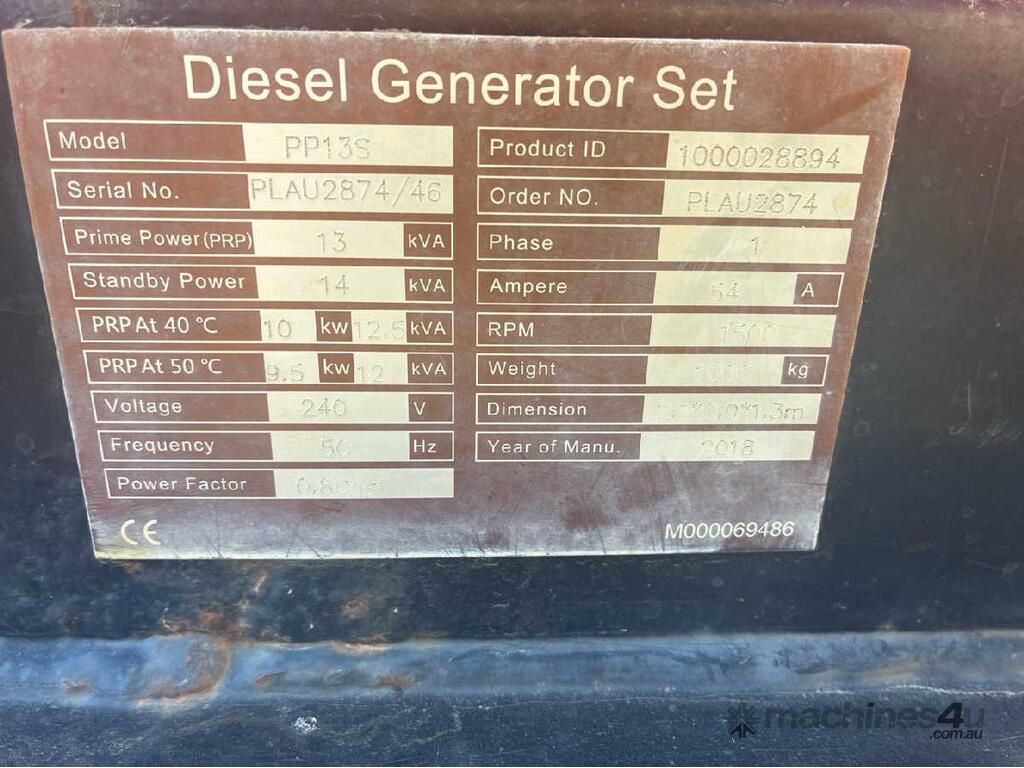 Diesel Generator Set
Model PP13S
Serial No. PLAU2874/46
Prime Power(PRP) 13 kVA
Standby Power 14 kVA
PRP At 40 °C 10 kw 12.5 kVA
PRP At 50 °C 9.5 kw 12 kVA
Voltage 240 V
Frequency 50 Hz
Power Factor
Product ID 1000028894
Order NO. PLAU2874
Phase 1
Ampere 54 A
RPM 1500
Weight kg
Dimension
Year of Manu. 2018
CE
M000069486
machines4u
.com.au